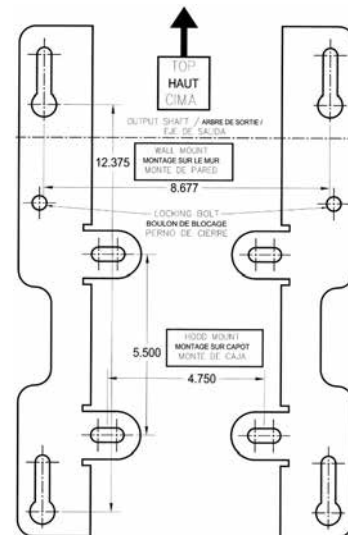 TOP
HAUT
CIMA
OUTPUT SHAFT / ARBRE DE SORTIE /
EJE DE SALIDA
WALL MOUNT
MONTAGE SUR LE MUR
MONTE DE PARED
12.375
8.677
LOCKING BOLT
BOULON DE BLOCAGE
PERNO DE CIERRE
HOOD MOUNT
MONTAGE SUR CAPOT
MONTE DE CAJA
5.500
4.750